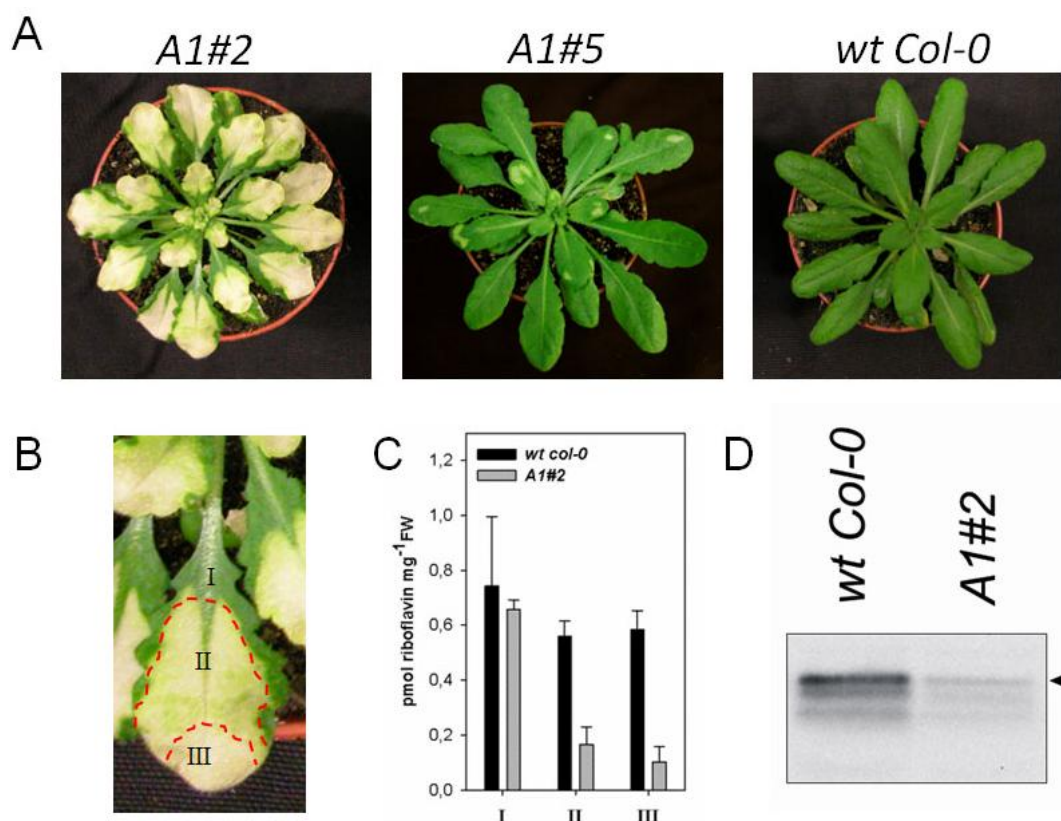 A
A1#2
A1#5
wt Col-0
B
I
II
III
C
pmol riboflavin mg⁻¹ FW
1,2
1,0
0,8
0,6
0,4
0,2
0,0
wt col-0
A1#2
I
II
III
D
wt Col-0
A1#2